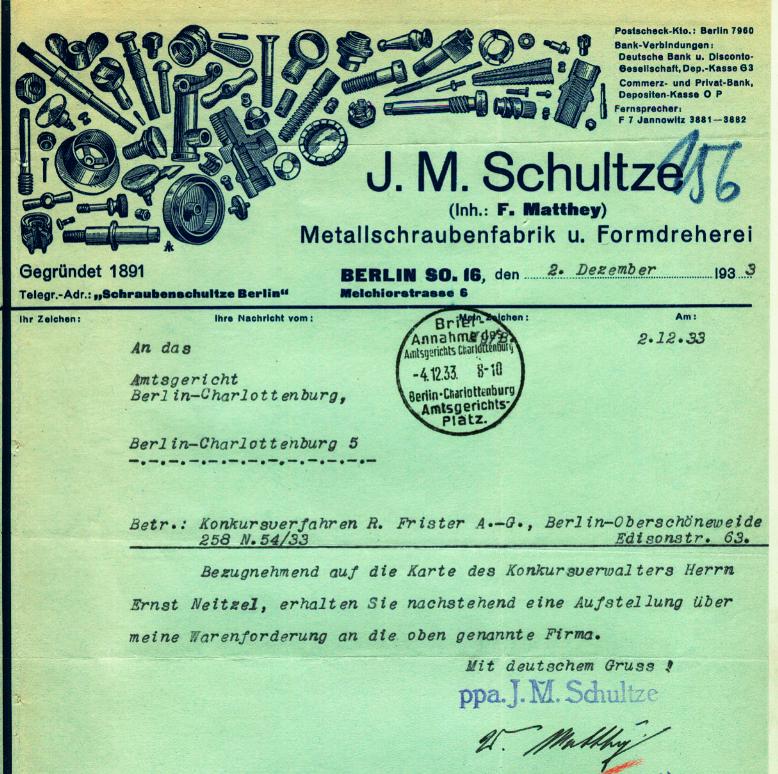 Postscheck-Kto.: Berlin 7960
Bank-Verbindungen:
Deutsche Bank u. Disconto-
Gesellschaft, Dep.-Kasse G3
Commerz- und Privat-Bank,
Depositen-Kasse O P
Fernsprecher:
F 7 Jannowitz 3881—3882
156
J. M. Schultze
(Inh.: F. Matthey)
Metallschraubenfabrik u. Formdreherei
Gegründet 1891
BERLIN SO. 16, den 2. Dezember 1933
Telegr.-Adr.: „Schraubenschultze Berlin“
Melchiorstrasse 6
Ihr Zeichen: Ihre Nachricht vom: Mein Zeichen: Am:
2.12.33
An das
Amtsgericht
Berlin-Charlottenburg,
Berlin-Charlottenburg 5
-.-.-.-.-.-.-.-.-.-.-.-.-
Brief-
Annahme des
Amtsgerichts Charlottenburg
-4.12.33. 8-10
Berlin-Charlottenburg
Amtsgerichts-
Platz.
Betr.: Konkursverfahren R. Frister A.-G., Berlin-Oberschöneweide
258 N.54/33 Edisonstr. 63.
Bezugnehmend auf die Karte des Konkursverwalters Herrn
Ernst Neitzel, erhalten Sie nachstehend eine Aufstellung über
meine Warenforderung an die oben genannte Firma.
Mit deutschem Gruss !
ppa. J. M. Schultze
W. Matthey